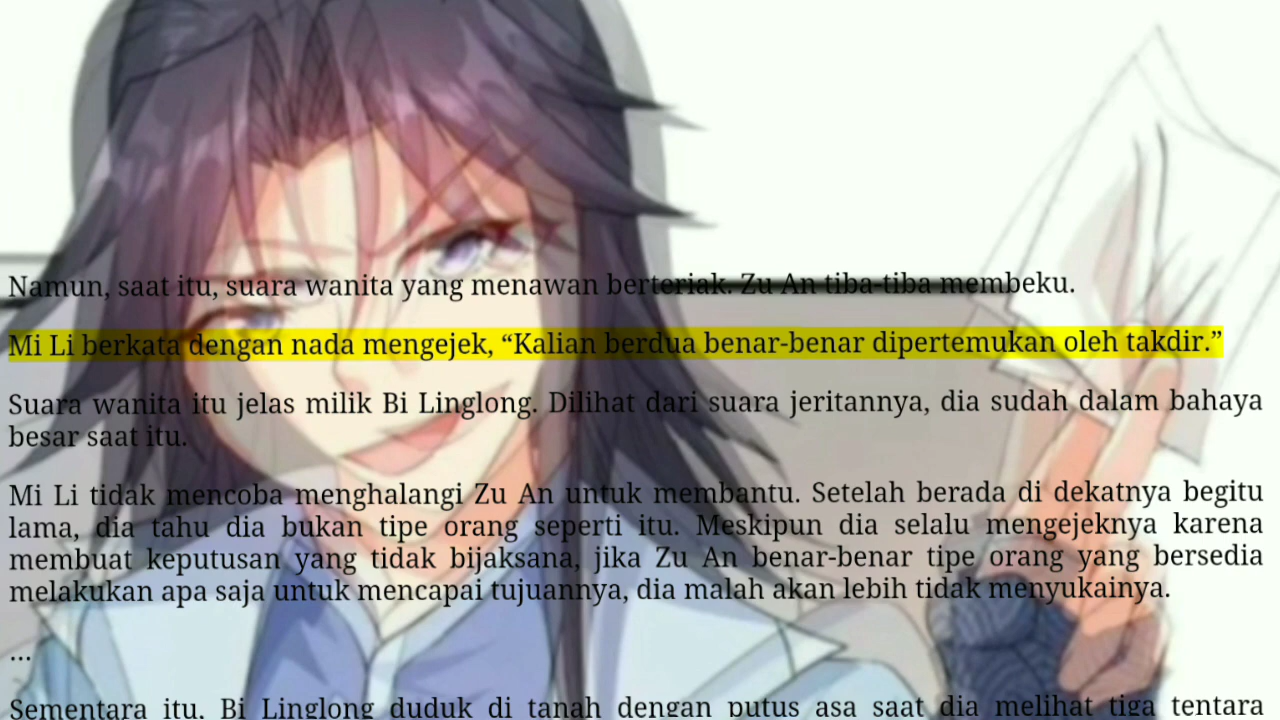 Namun, saat itu, suara wanita yang menawan berteriak. Zu An tiba-tiba membeku.
Mi Li berkata dengan nada mengejek, “Kalian berdua benar-benar dipertemukan oleh takdir.”
Suara wanita itu jelas milik Bi Linglong. Dilihat dari suara jeritannya, dia sudah dalam bahaya
besar saat itu.
Mi Li tidak mencoba menghalangi Zu An untuk membantu. Setelah berada di dekatnya begitu
lama, dia tahu dia bukan tipe orang seperti itu. Meskipun dia selalu mengejeknya karena
membuat keputusan yang tidak bijaksana, jika Zu An benar-benar tipe orang yang bersedia
melakukan apa saja untuk mencapai tujuannya, dia malah akan lebih tidak menyukainya.
...
Sementara itu, Bi Linglong duduk di tanah dengan putus asa saat dia melihat tiga tentara